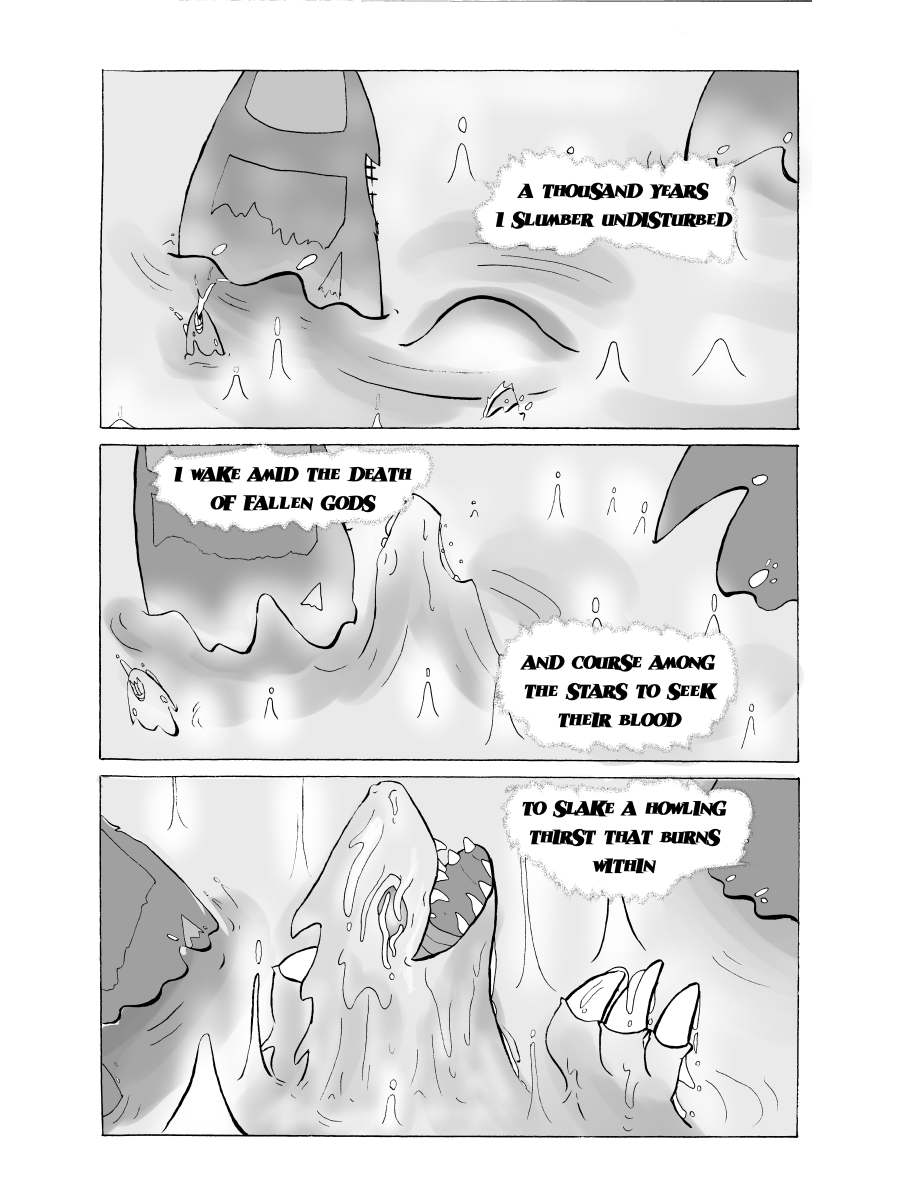 A THOUSAND YEARS
I SLUMBER UNDISTURBED
I WAKE AMID THE DEATH
OF FALLEN GODS
AND COURSE AMONG
THE STARS TO SEEK
THEIR BLOOD
TO SLAKE A HOWLING
THIRST THAT BURNS
WITHIN